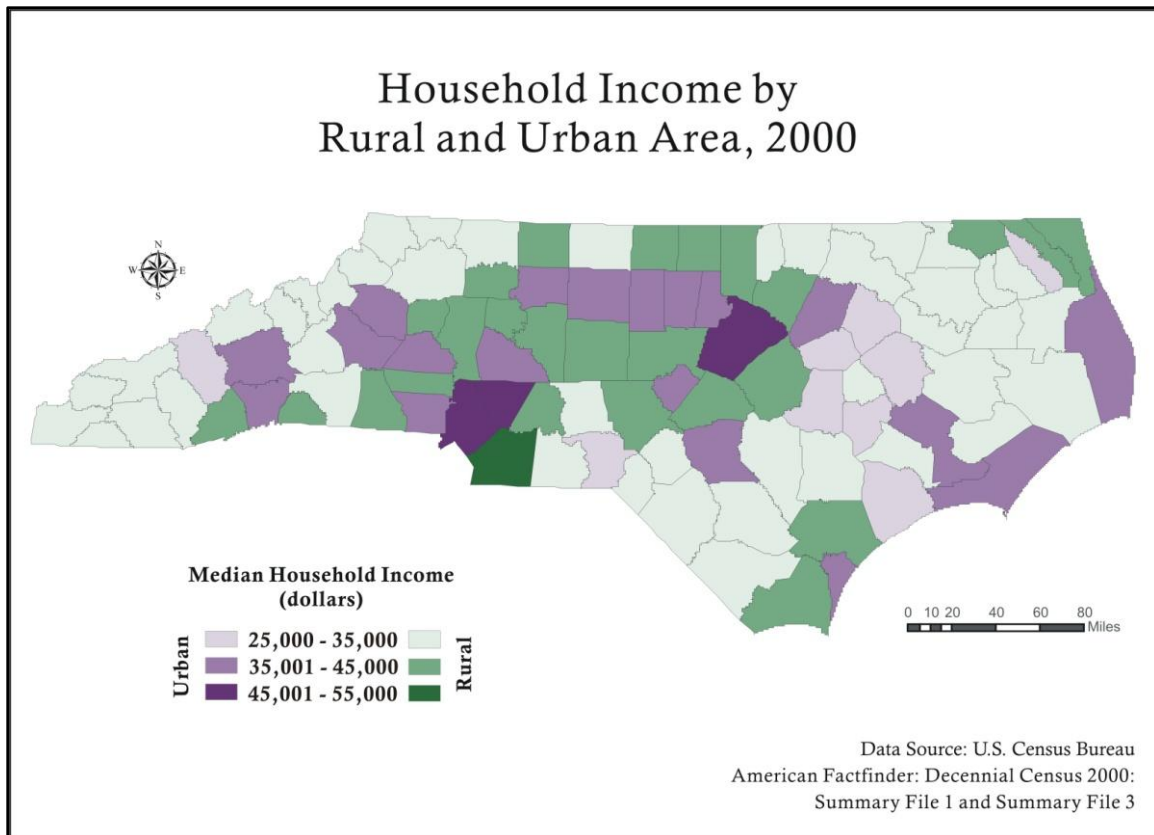 Household Income by
Rural and Urban Area, 2000
N
W E
S
Median Household Income
(dollars)
Urban
25,000 - 35,000
35,001 - 45,000
45,001 - 55,000
Rural
0 10 20 40 60 80
Miles
Data Source: U.S. Census Bureau
American Factfinder: Decennial Census 2000:
Summary File 1 and Summary File 3